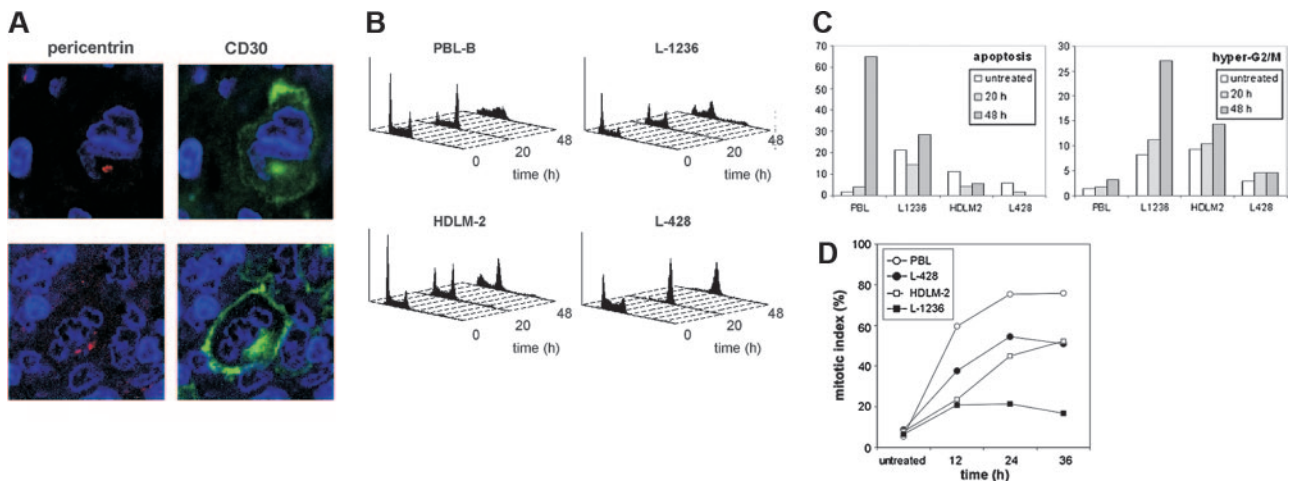 A
pericentrin CD30
B
PBL-B L-1236
0 20 48
time (h)
0 20 48
time (h)
HDLM-2 L-428
0 20 48
time (h)
0 20 48
time (h)
C
70
60
50
40
30
20
10
0
apoptosis
untreated
20 h
48 h
PBL L1236 HDLM2 L428
30
25
20
15
10
5
0
hyper-G2/M
untreated
20 h
48 h
PBL L1236 HDLM2 L428
D
mitotic index (%)
100
80
60
40
20
0
PBL
L-428
HDLM-2
L-1236
untreated 12 24 36
time (h)